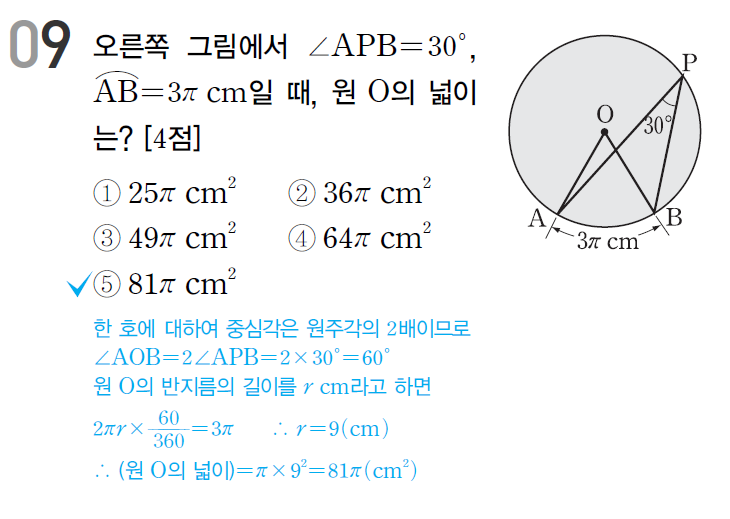 09 오른쪽 그림에서 ∠APB=30°,
AB=3π cm일 때, 원 O의 넓이
는? [4점]
① 25π cm² ② 36π cm²
③ 49π cm² ④ 64π cm²
⑤ 81π cm²
한 호에 대하여 중심각은 원주각의 2배이므로
∠AOB=2∠APB=2×30°=60°
원 O의 반지름의 길이를 r cm라고 하면
2πr×60/360=3π ∴ r=9(cm)
∴ (원 O의 넓이)=π×9²=81π(cm²)
P
O
30°
A
B
3π cm